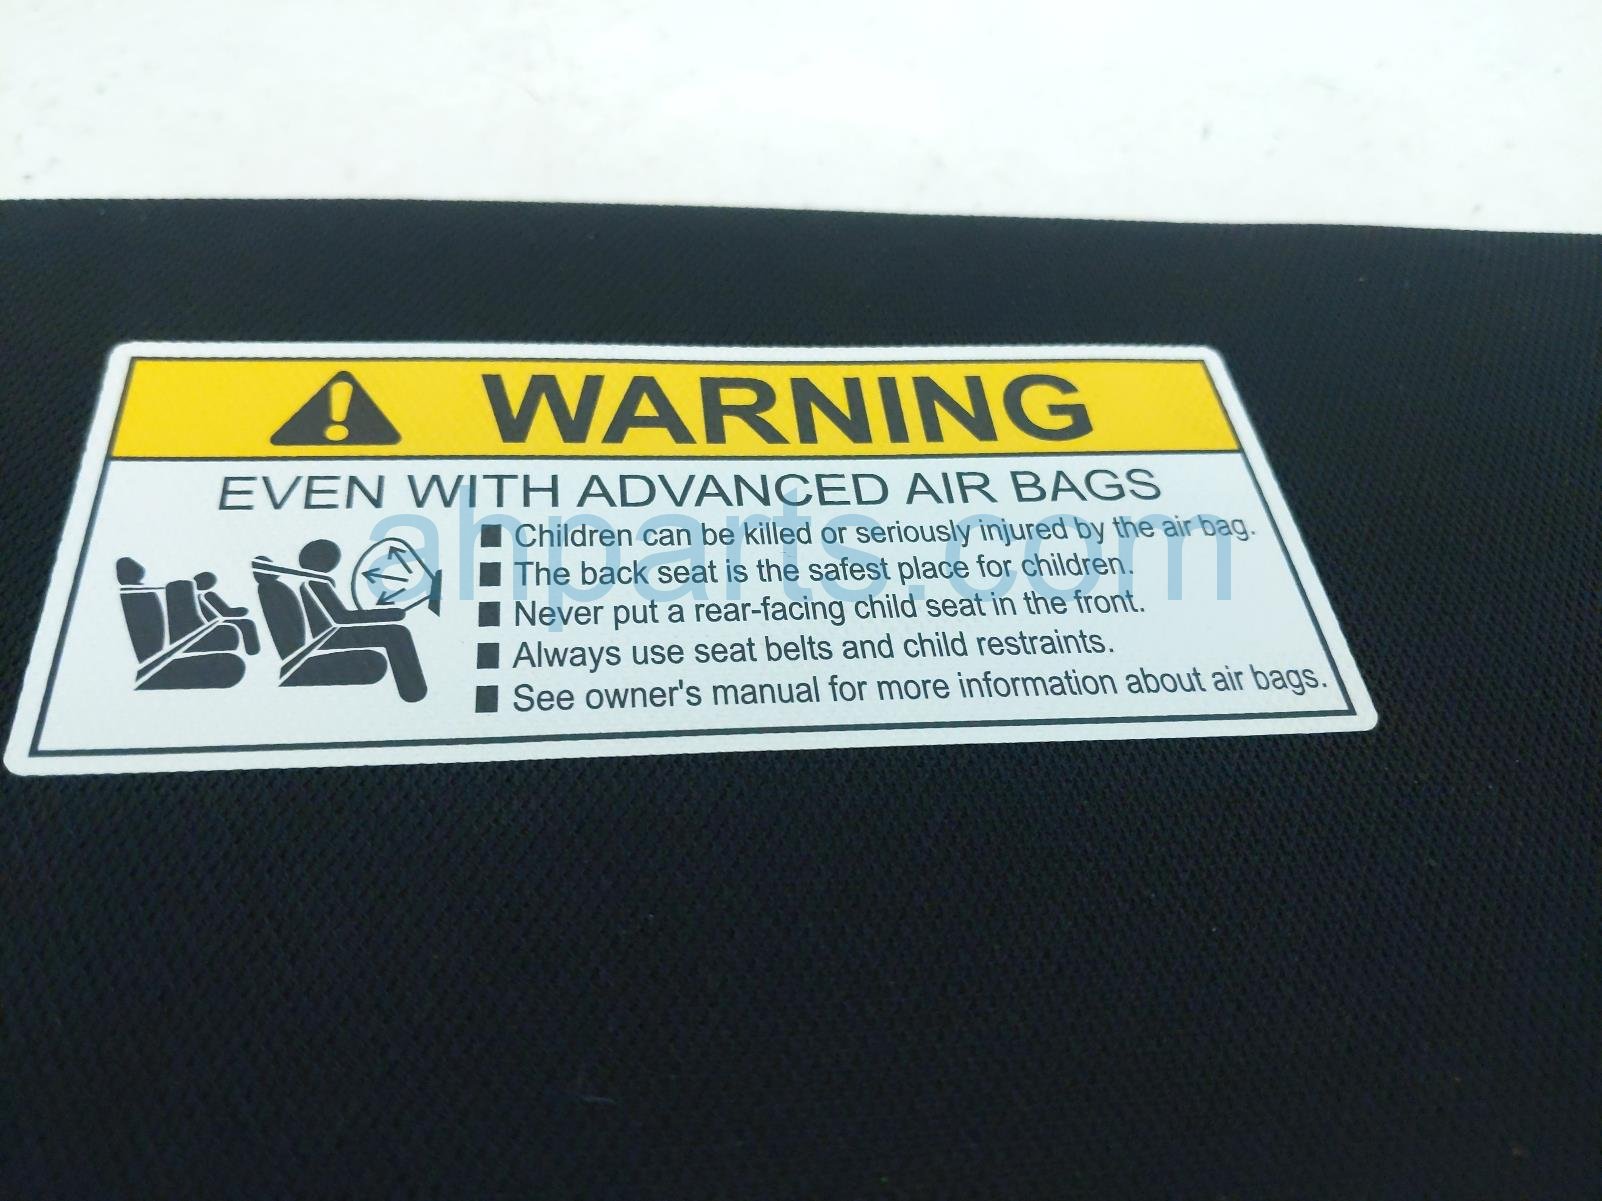 WARNING
EVEN WITH ADVANCED AIR BAGS
■ Children can be killed or seriously injured by the air bag.
■ The back seat is the safest place for children.
■ Never put a rear-facing child seat in the front.
■ Always use seat belts and child restraints.
■ See owner's manual for more information about air bags.
ahparts.com